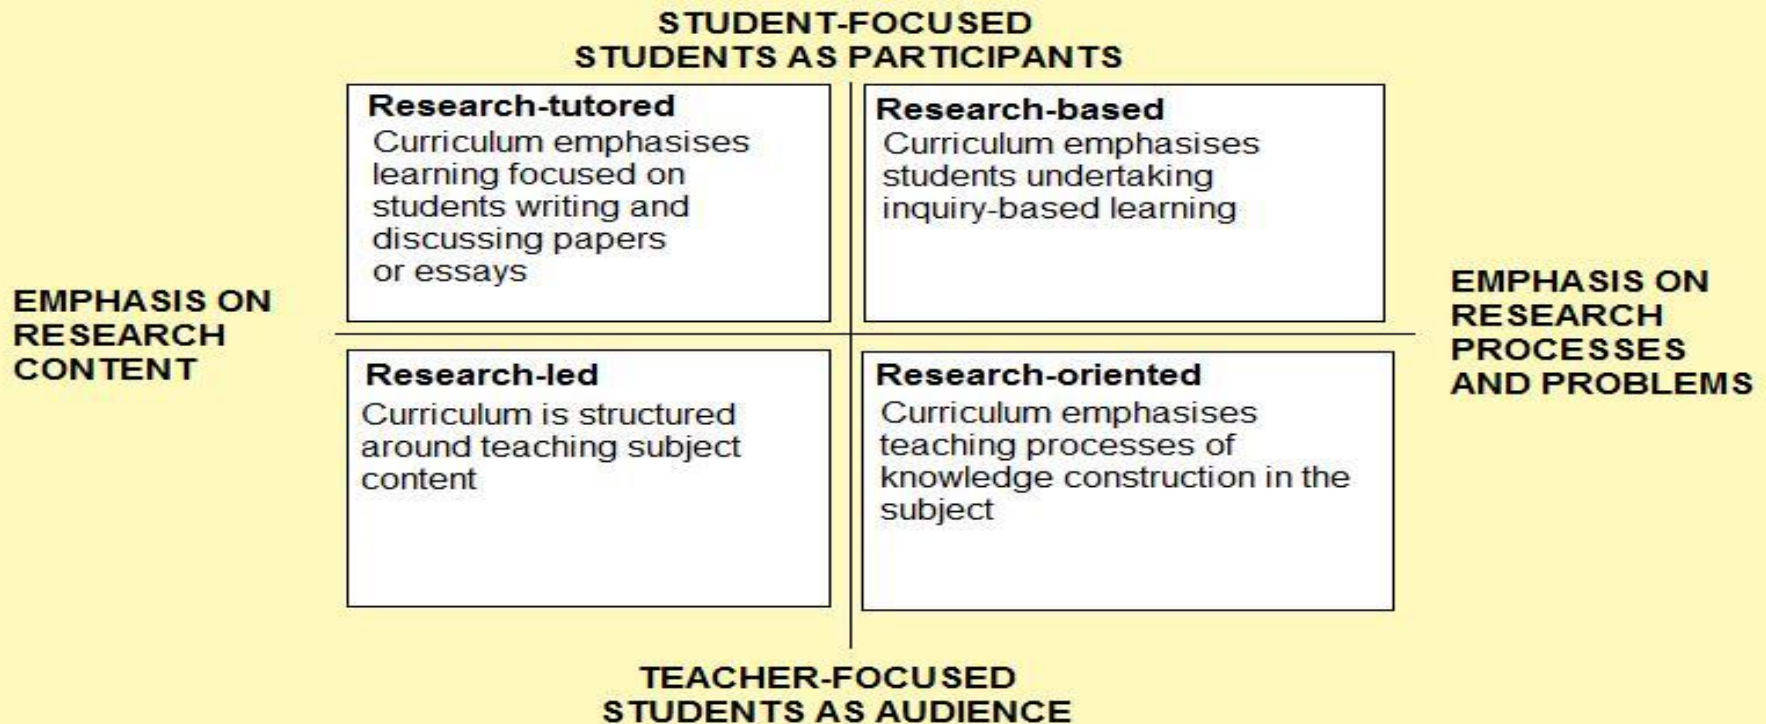 STUDENT-FOCUSED
STUDENTS AS PARTICIPANTS
Research-tutored
Curriculum emphasises
learning focused on
students writing and
discussing papers
or essays
Research-based
Curriculum emphasises
students undertaking
inquiry-based learning
EMPHASIS ON
RESEARCH
CONTENT
EMPHASIS ON
RESEARCH
PROCESSES
AND PROBLEMS
Research-led
Curriculum is structured
around teaching subject
content
Research-oriented
Curriculum emphasises
teaching processes of
knowledge construction in the
subject
TEACHER-FOCUSED
STUDENTS AS AUDIENCE